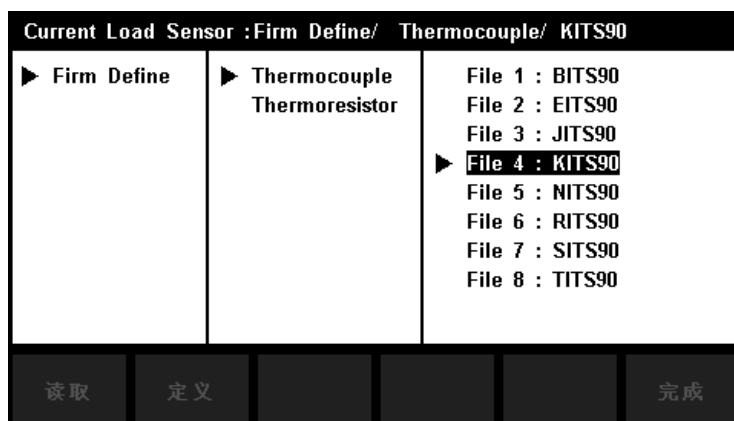 Current Load Sensor :Firm Define/ Thermocouple/ KITS90
Firm Define
Thermocouple
Thermoresistor
File 1 : BITS90
File 2 : EITS90
File 3 : JITS90
File 4 : KITS90
File 5 : NITS90
File 6 : RITS90
File 7 : SITS90
File 8 : TITS90
读取 定义 完成